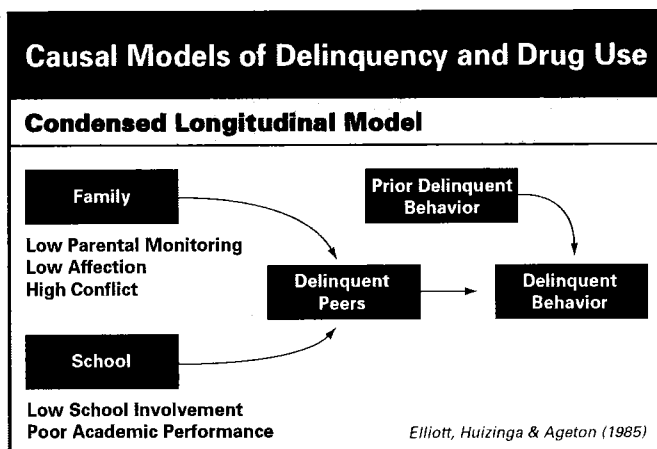 Causal Models of Delinquency and Drug Use
Condensed Longitudinal Model
Family
Low Parental Monitoring
Low Affection
High Conflict
Prior Delinquent
Behavior
Delinquent
Peers
Delinquent
Behavior
School
Low School Involvement
Poor Academic Performance
Elliott, Huizinga & Ageton (1985)